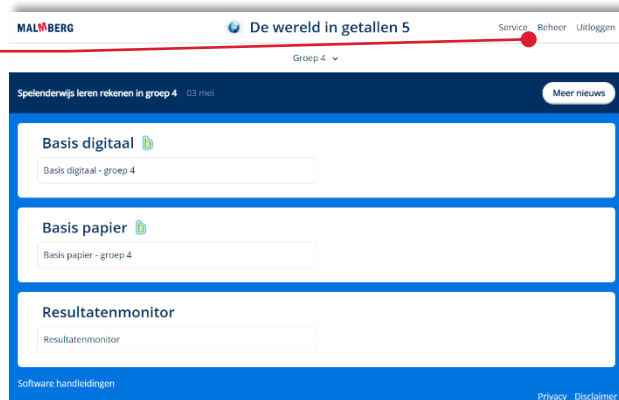 MALMBERG
De wereld in getallen 5
Service Beheer Uitloggen
Groep 4
Spelenderwijs leren rekenen in groep 4 03 mei
Meer nieuws
Basis digitaal b
Basis digitaal - groep 4
Basis papier b
Basis papier - groep 4
Resultatenmonitor
Resultatenmonitor
Software handleidingen
Privacy Disclaimer